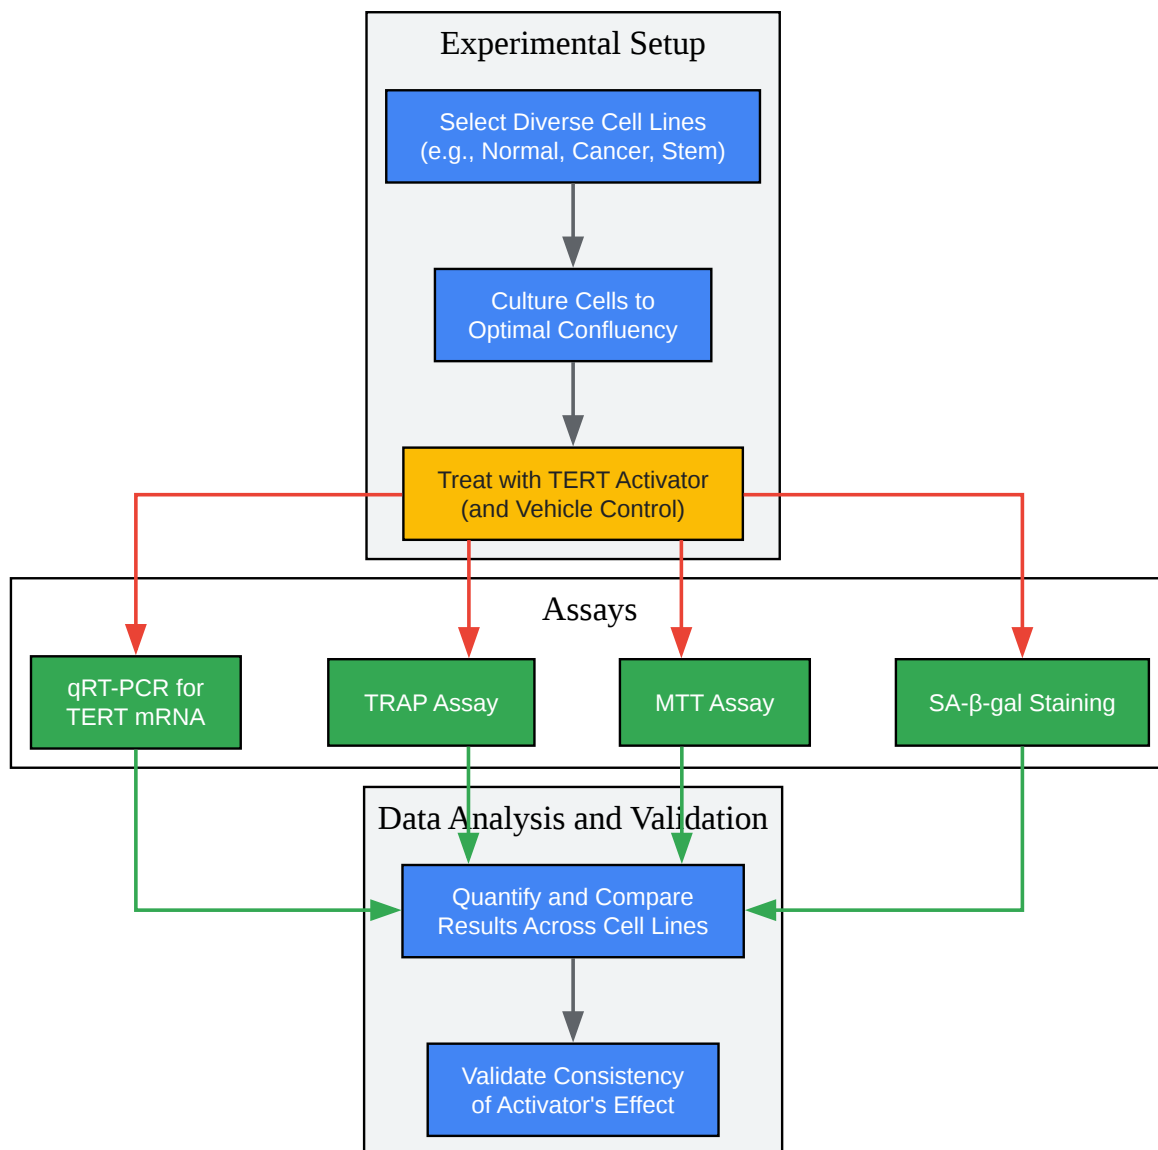 Experimental Setup
Select Diverse Cell Lines
(e.g., Normal, Cancer, Stem)
Culture Cells to
Optimal Confluency
Treat with TERT Activator
(and Vehicle Control)
Assays
qRT-PCR for
TERT mRNA
TRAP Assay
MTT Assay
SA-β-gal Staining
Data Analysis and Validation
Quantify and Compare
Results Across Cell Lines
Validate Consistency
of Activator's Effect